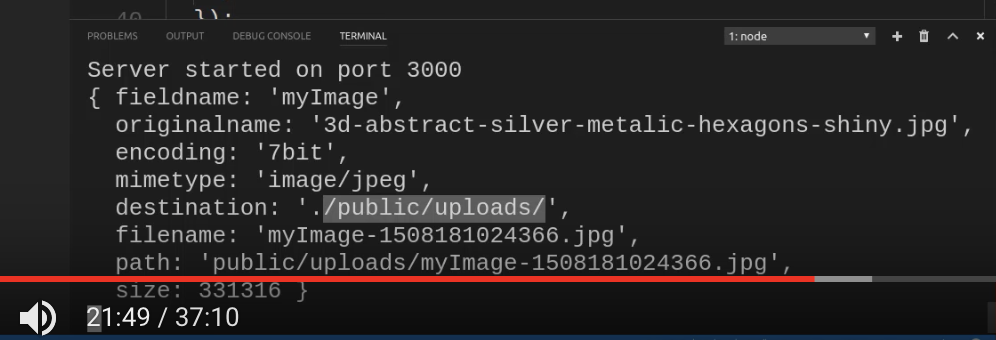 40 });
PROBLEMS OUTPUT DEBUG CONSOLE TERMINAL 1: node
Server started on port 3000
{ fieldname: 'myImage',
originalname: '3d-abstract-silver-metalic-hexagons-shiny.jpg',
encoding: '7bit',
mimetype: 'image/jpeg',
destination: './public/uploads/',
filename: 'myImage-1508181024366.jpg',
path: 'public/uploads/myImage-1508181024366.jpg',
size: 331316 }
21:49 / 37:10